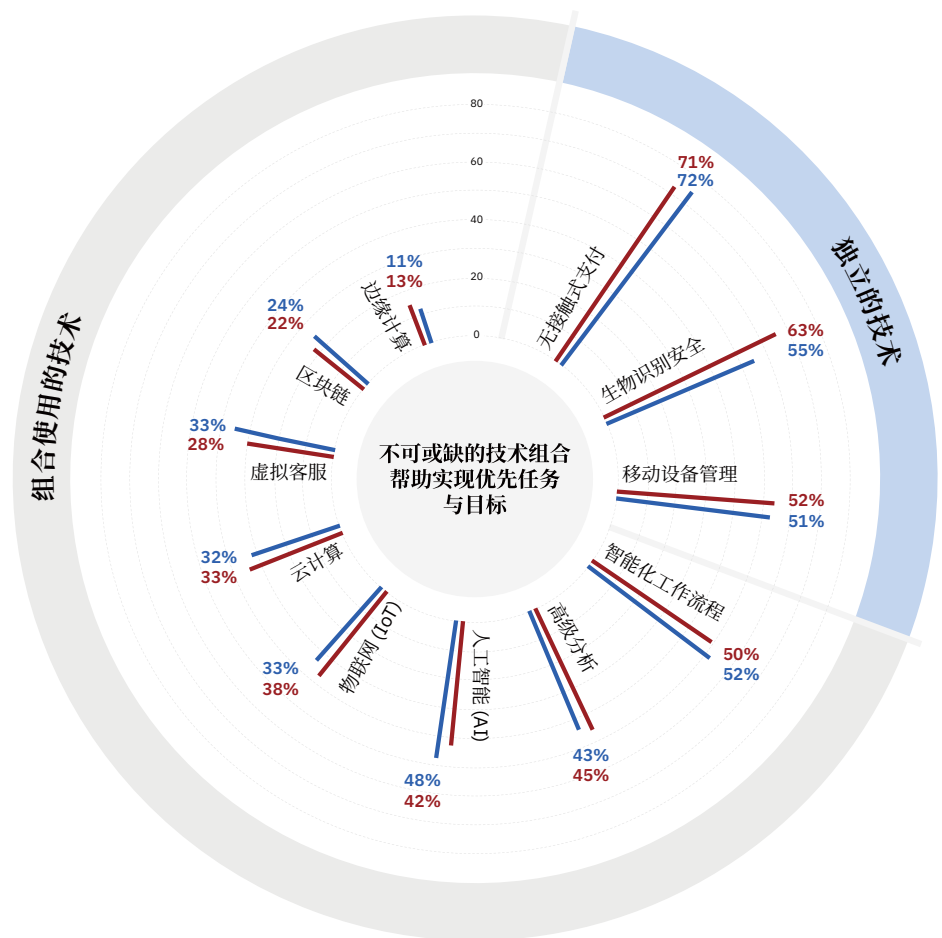 80
60
40
20
0
独立的技术
组合使用的技术
不可或缺的技术组合
帮助实现优先任务
与目标
无接触式支付
71%
72%
生物识别安全
63%
55%
移动设备管理
52%
51%
智能化工作流程
50%
52%
高级分析
43%
45%
人工智能 (AI)
48%
42%
物联网 (IoT)
33%
38%
云计算
32%
33%
虚拟客服
33%
28%
区块链
24%
22%
边缘计算
11%
13%